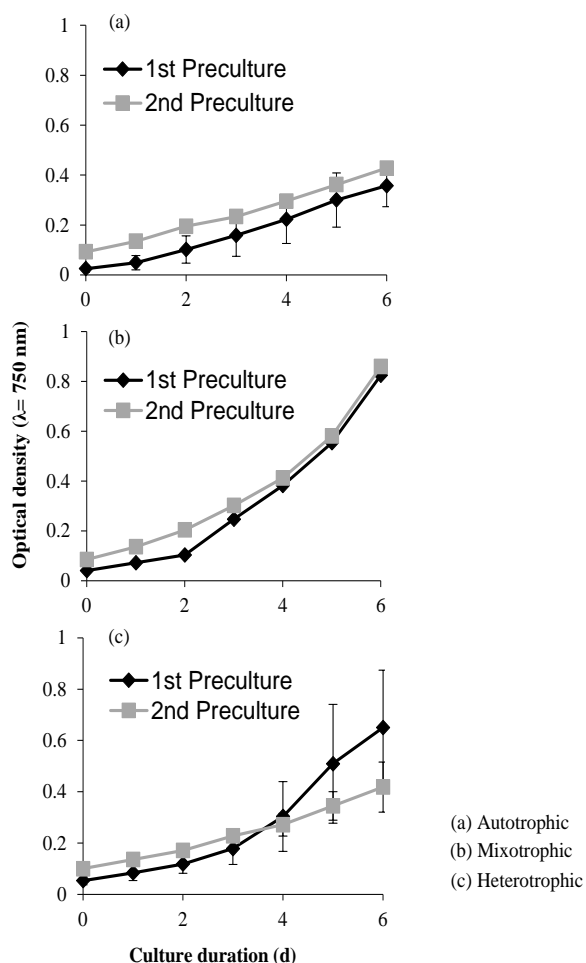 (a)
1
0.8
0.6
0.4
0.2
0
1st Preculture
2nd Preculture
0 2 4 6
(b)
1
0.8
0.6
0.4
0.2
0
1st Preculture
2nd Preculture
0 2 4 6
(c)
1
0.8
0.6
0.4
0.2
0
1st Preculture
2nd Preculture
0 2 4 6
Optical density (λ= 750 nm)
Culture duration (d)
(a) Autotrophic
(b) Mixotrophic
(c) Heterotrophic